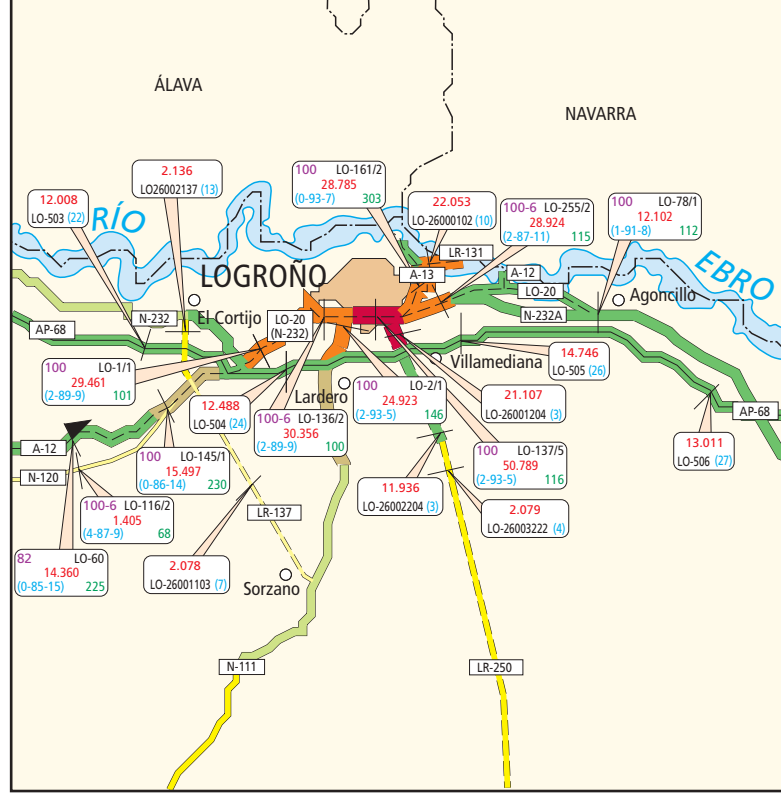 ÁLAVA
NAVARRA
2.136
LO26002137 (13)
100 LO-161/2
28.785
(0-93-7) 303
12.008
LO-503 (22)
22.053
LO-26000102 (10)
100-6 LO-255/2
28.924
(2-87-11) 115
100 LO-78/1
12.102
(1-91-8) 112
RÍO
EBRO
LR-131
A-13
A-12
LO-20
N-232A
Agoncillo
LOGROÑO
El Cortijo
N-232
LO-20
(N-232)
AP-68
Villamediana
14.746
LO-505 (26)
100 LO-1/1
29.461
(2-89-9) 101
Lardero
12.488
LO-504 (24)
100-6 LO-136/2
30.356
(2-89-9) 100
100 LO-2/1
24.923
(2-93-5) 146
21.107
LO-26001204 (3)
AP-68
13.011
LO-506 (27)
A-12
N-120
100 LO-145/1
15.497
(0-86-14) 230
100 LO-137/5
50.789
(2-93-5) 116
11.936
LO-26002204 (3)
100-6 LO-116/2
1.405
(4-87-9) 68
LR-137
2.079
LO-26003222 (4)
82 LO-60
14.360
(0-85-15) 225
2.078
LO-26001103 (7)
Sorzano
N-111
LR-250